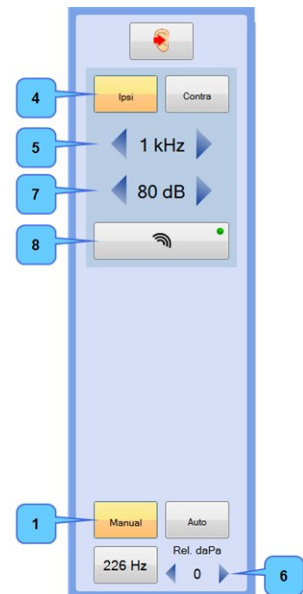 4
Ipsi Contra
5
1 kHz
7
80 dB
8
1
Manual Auto
Rel. daPa
226 Hz 0
6